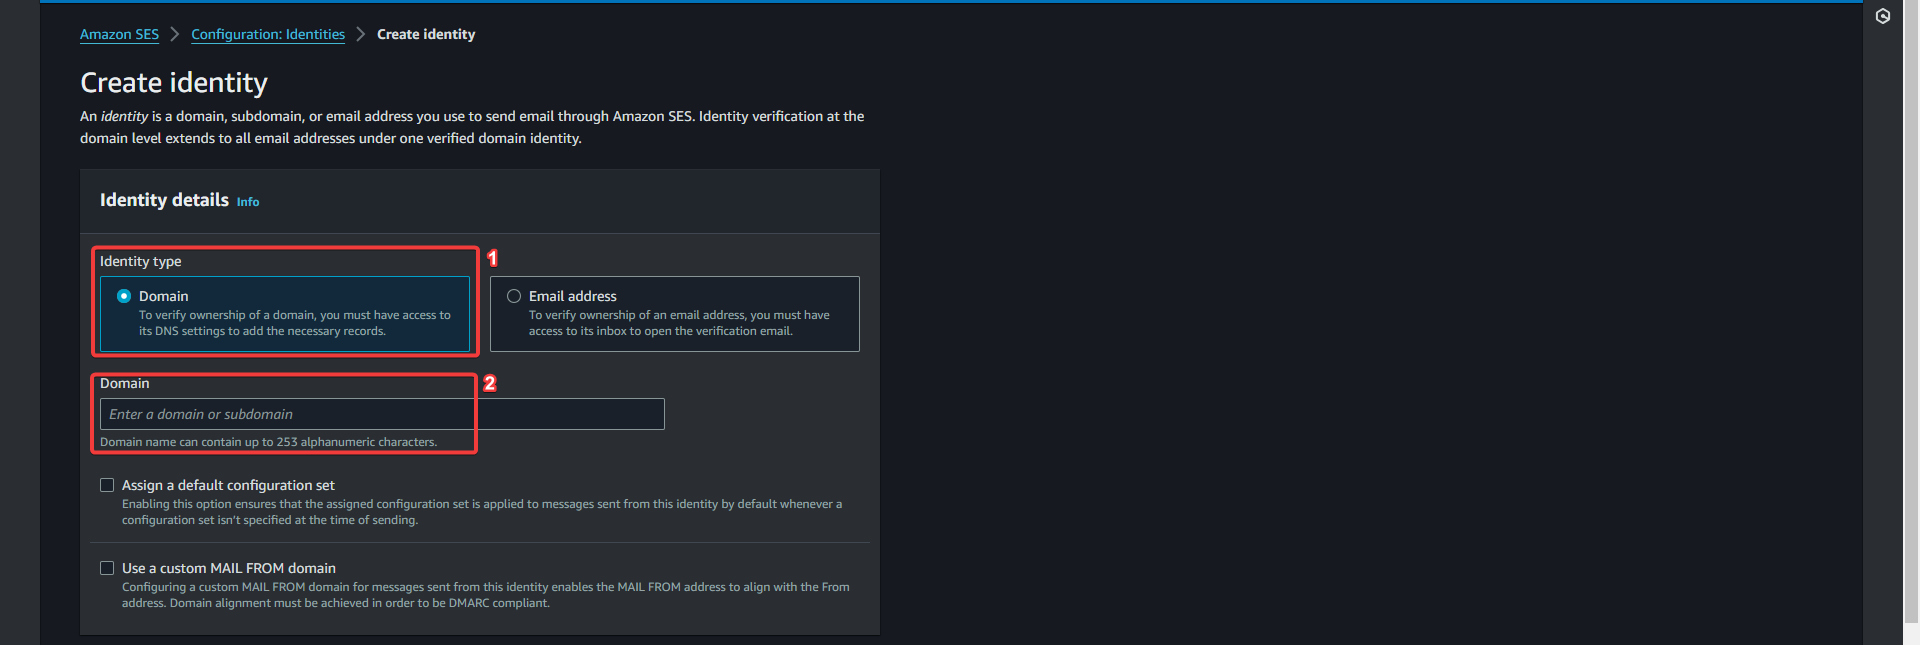 Amazon SES > Configuration: Identities > Create identity
Create identity
An identity is a domain, subdomain, or email address you use to send email through Amazon SES. Identity verification at the
domain level extends to all email addresses under one verified domain identity.
Identity details Info
1
Identity type
Domain
To verify ownership of a domain, you must have access to
its DNS settings to add the necessary records.
Email address
To verify ownership of an email address, you must have
access to its inbox to open the verification email.
2
Domain
Enter a domain or subdomain
Domain name can contain up to 253 alphanumeric characters.
Assign a default configuration set
Enabling this option ensures that the assigned configuration set is applied to messages sent from this identity by default whenever a
configuration set isn't specified at the time of sending.
Use a custom MAIL FROM domain
Configuring a custom MAIL FROM domain for messages sent from this identity enables the MAIL FROM address to align with the From
address. Domain alignment must be achieved in order to be DMARC compliant.